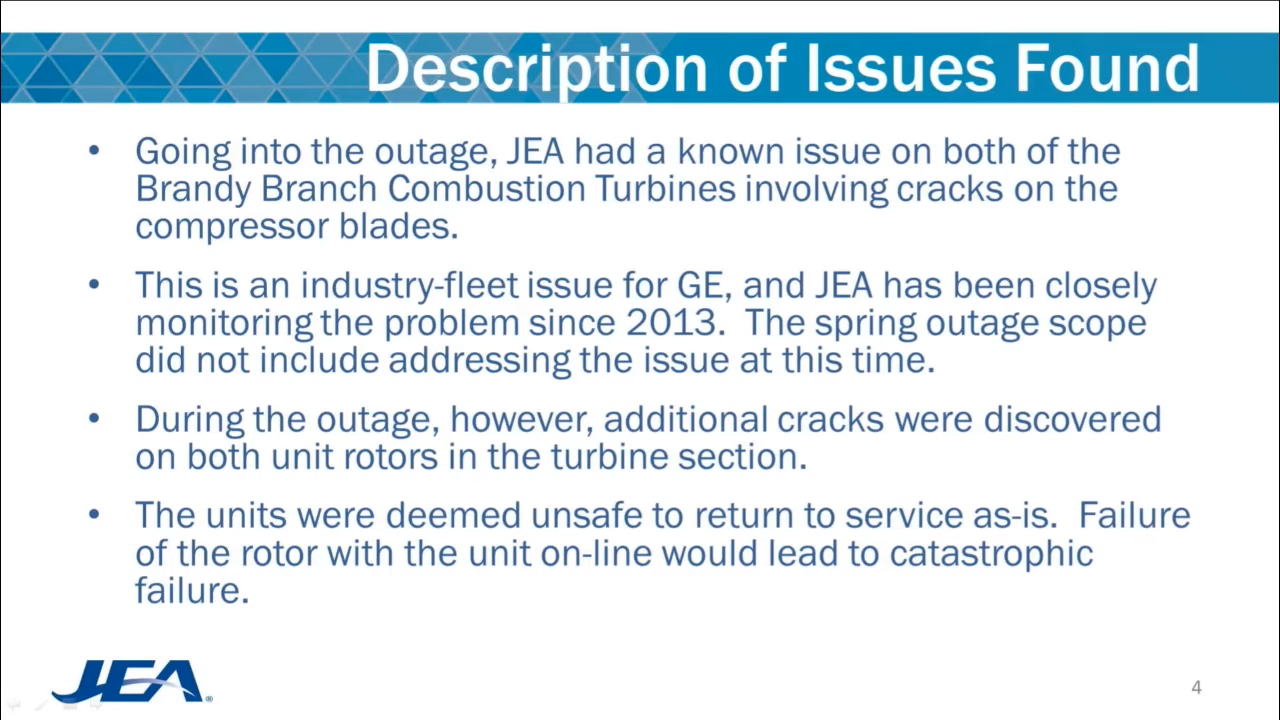 Description of Issues Found
• Going into the outage, JEA had a known issue on both of the
Brandy Branch Combustion Turbines involving cracks on the
compressor blades.
• This is an industry-fleet issue for GE, and JEA has been closely
monitoring the problem since 2013.  The spring outage scope
did not include addressing the issue at this time.
• During the outage, however, additional cracks were discovered
on both unit rotors in the turbine section.
• The units were deemed unsafe to return to service as-is.  Failure
of the rotor with the unit on-line would lead to catastrophic
failure.
JEA®
4